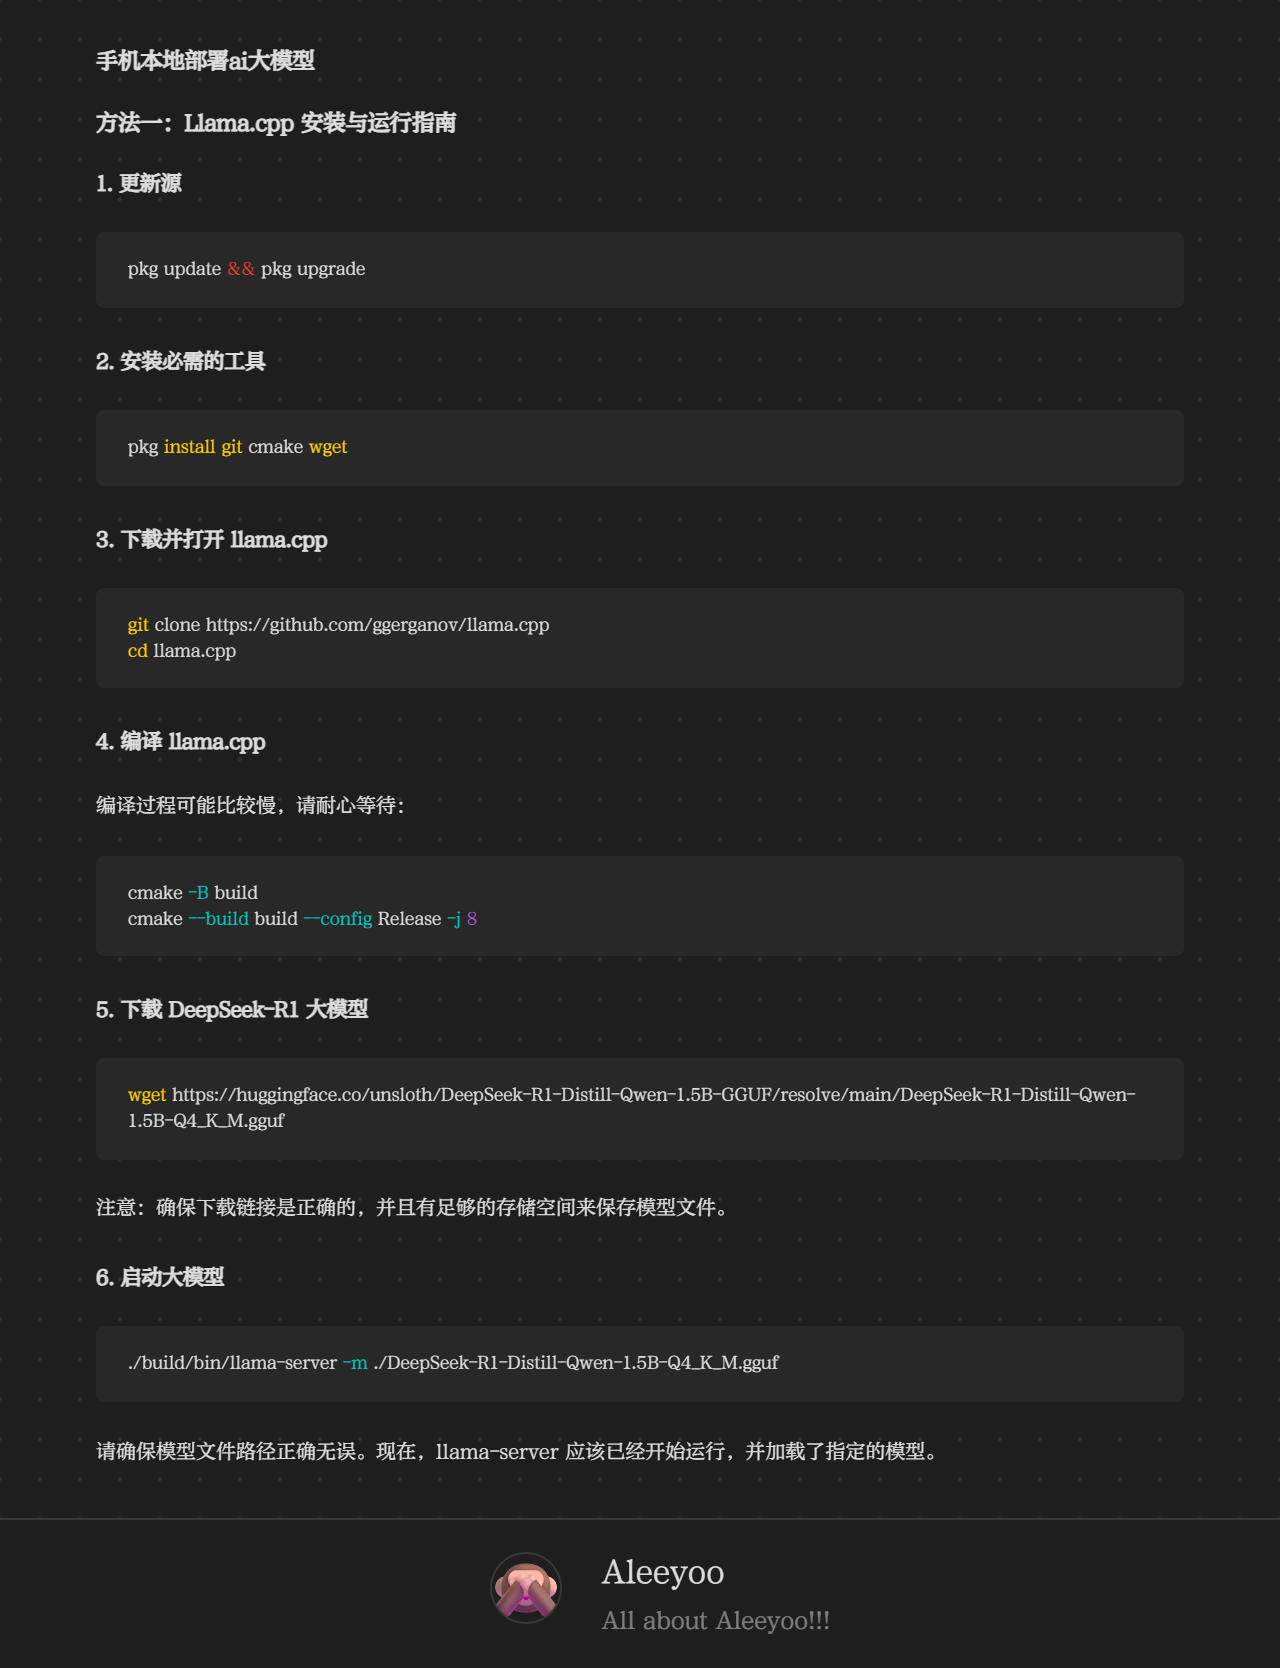 手机本地部署ai大模型
方法一：Llama.cpp 安装与运行指南
1. 更新源
pkg update && pkg upgrade
2. 安装必需的工具
pkg install git cmake wget
3. 下载并打开 llama.cpp
git clone https://github.com/ggerganov/llama.cpp
cd llama.cpp
4. 编译 llama.cpp
编译过程可能比较慢，请耐心等待：
cmake -B build
cmake --build build --config Release -j 8
5. 下载 DeepSeek-R1 大模型
wget https://huggingface.co/unsloth/DeepSeek-R1-Distill-Qwen-1.5B-GGUF/resolve/main/DeepSeek-R1-Distill-Qwen-
1.5B-Q4_K_M.gguf
注意：确保下载链接是正确的，并且有足够的存储空间来保存模型文件。
6. 启动大模型
./build/bin/llama-server -m ./DeepSeek-R1-Distill-Qwen-1.5B-Q4_K_M.gguf
请确保模型文件路径正确无误。现在，llama-server 应该已经开始运行，并加载了指定的模型。
Aleeyoo
All about Aleeyoo!!!